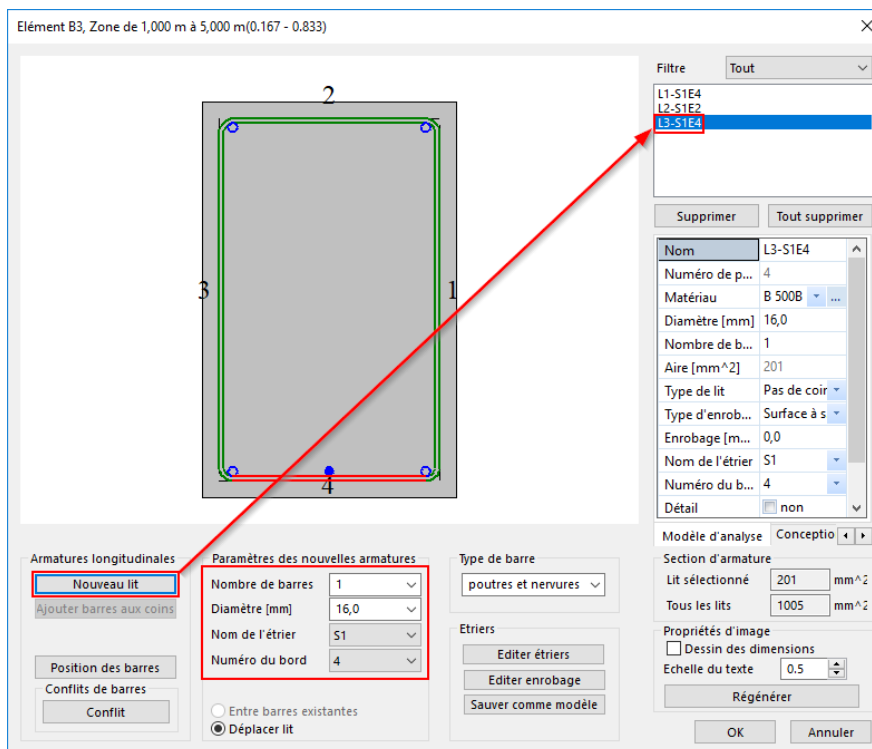 Elément B3, Zone de 1,000 m à 5,000 m(0.167 - 0.833)
2
3
1
4
Filtre
Tout
L1-S1E4
L2-S1E2
L3-S1E4
Supprimer
Tout supprimer
Nom L3-S1E4
Numéro de p... 4
Matériau B 500B ...
Diamètre [mm] 16,0
Nombre de b... 1
Aire [mm^2] 201
Type de lit Pas de coir
Type d'enrob... Surface à s
Enrobage [m... 0,0
Nom de l'étrier S1
Numéro du b... 4
Détail non
Modèle d'analyse Conceptio
Armatures longitudinales
Nouveau lit
Ajouter barres aux coins
Position des barres
Conflits de barres
Conflit
Paramètres des nouvelles armatures
Nombre de barres 1
Diamètre [mm] 16,0
Nom de l'étrier S1
Numéro du bord 4
Entre barres existantes
Déplacer lit
Type de barre
poutres et nervures
Etriers
Editer étriers
Editer enrobage
Sauver comme modèle
Section d'armature
Lit sélectionné 201 mm^2
Tous les lits 1005 mm^2
Propriétés d'image
Dessin des dimensions
Echelle du texte 0.5
Régénérer
OK
Annuler